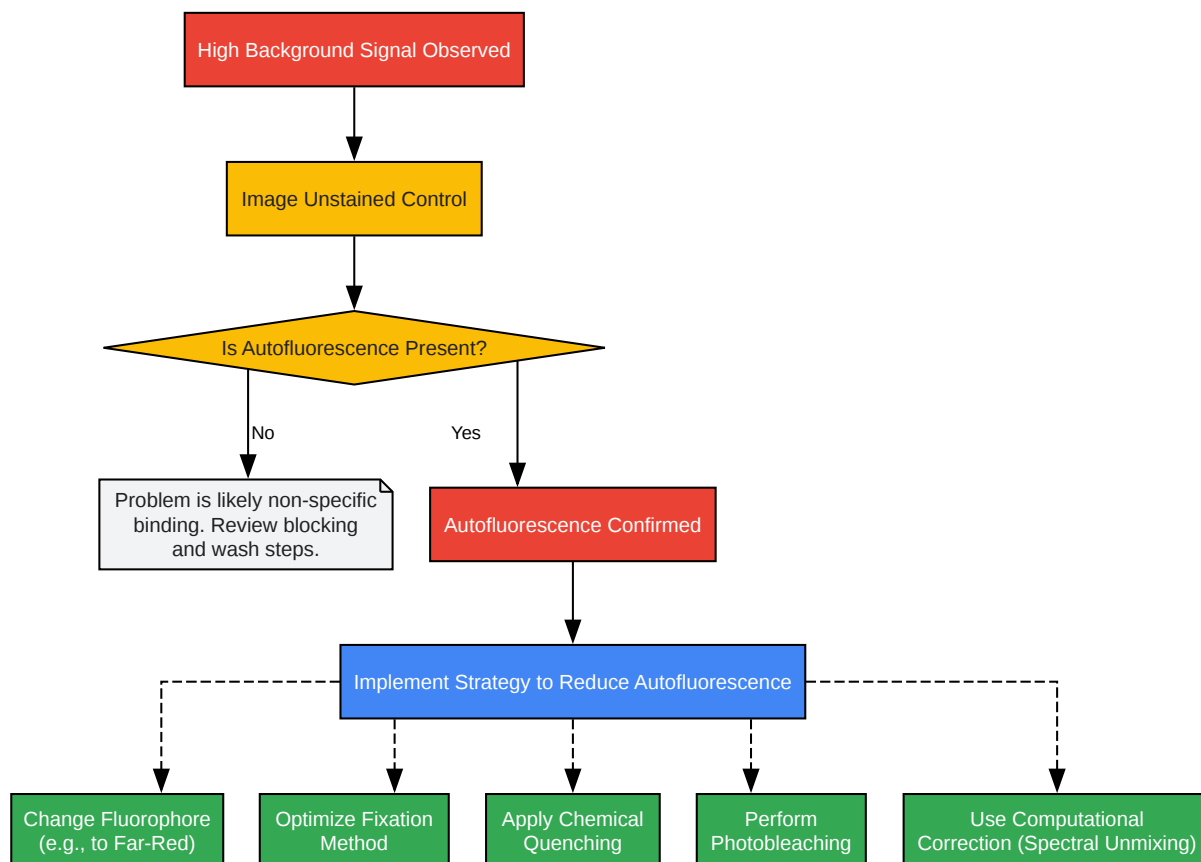 High Background Signal Observed
Image Unstained Control
Is Autofluorescence Present?
No
Yes
Problem is likely non-specific
binding. Review blocking
and wash steps.
Autofluorescence Confirmed
Implement Strategy to Reduce Autofluorescence
Change Fluorophore
(e.g., to Far-Red)
Optimize Fixation
Method
Apply Chemical
Quenching
Perform
Photobleaching
Use Computational
Correction (Spectral Unmixing)